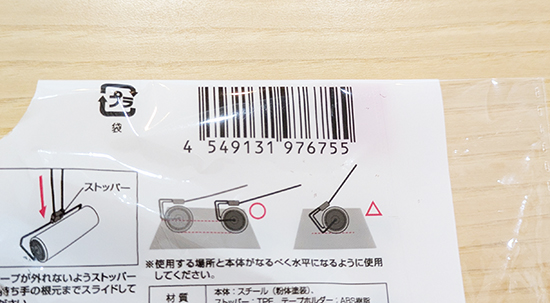 プラ
袋
4 549131 976755
ストッパー
※使用する場所と本体がなるべく水平になるように使用
してください。
ープが外れないようストッパー
持ち手の根元までスライドして
ださい。
材質
本体:スチール(粉体塗装)、
ストッパー:TPE、テープホルダー:ABS樹脂